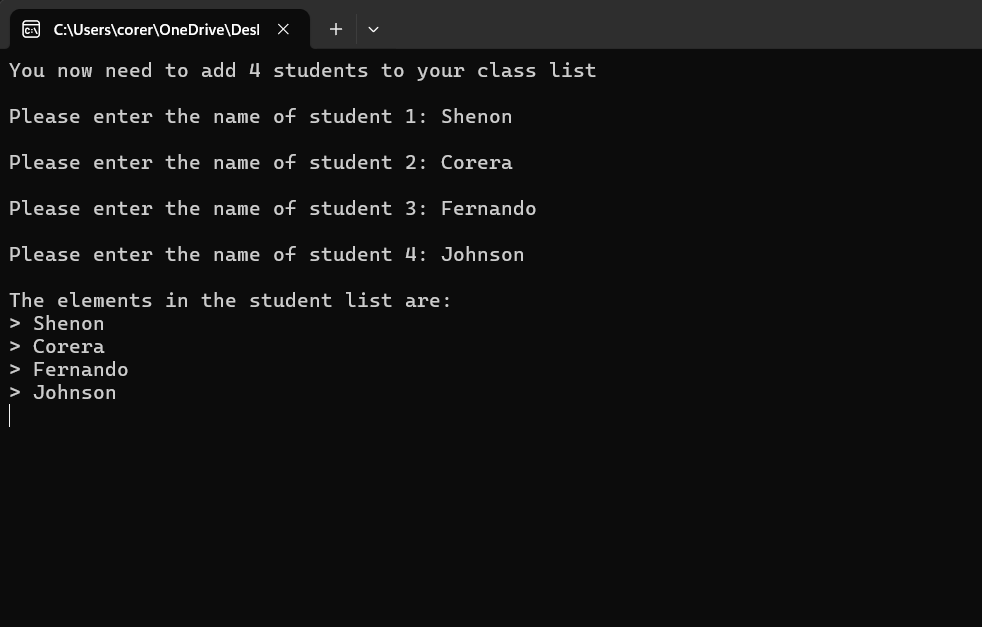 C:\Users\corer\OneDrive\Desl
You now need to add 4 students to your class list
Please enter the name of student 1: Shenon
Please enter the name of student 2: Corera
Please enter the name of student 3: Fernando
Please enter the name of student 4: Johnson
The elements in the student list are:
> Shenon
> Corera
> Fernando
> Johnson